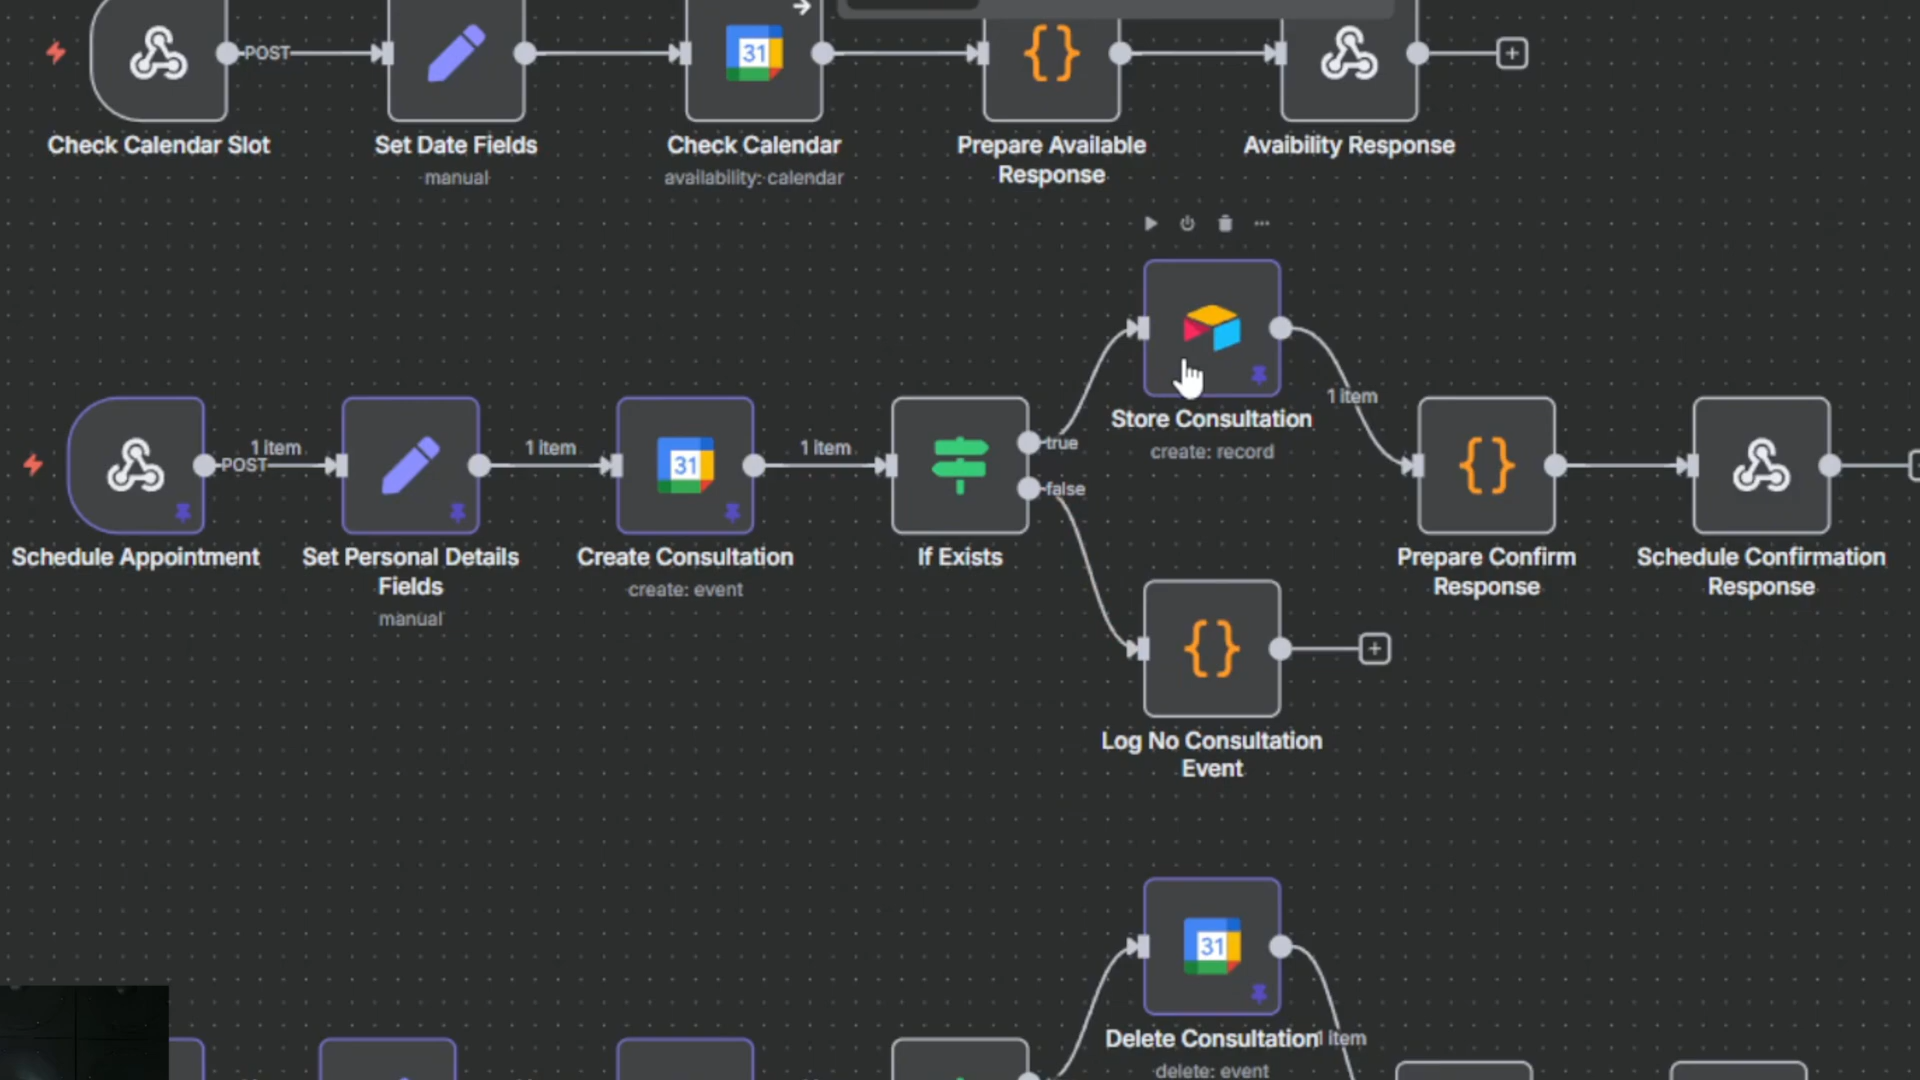 POST
31
{}
Check Calendar Slot
Set Date Fields
manual
Check Calendar
availability: calendar
Prepare Available
Response
Avaibility Response
1 item
POST
1 item
31
1 item
true
false
1 item
{}
Store Consultation
create: record
Schedule Appointment
Set Personal Details
Fields
manual
Create Consultation
create: event
If Exists
Prepare Confirm
Response
Schedule Confirmation
Response
{}
Log No Consultation
Event
31
Delete Consultation
1 item
delete: event